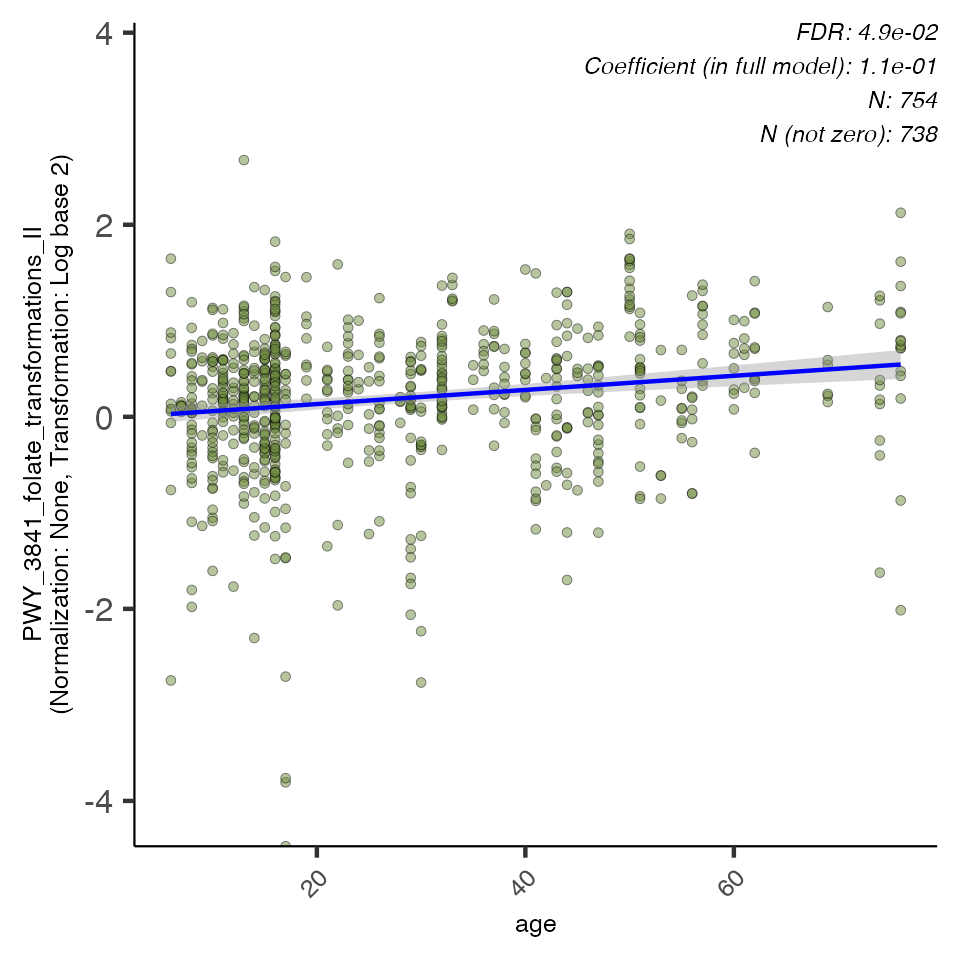 FDR: 4.9e-02
Coefficient (in full model): 1.1e-01
N: 754
N (not zero): 738
PWY_3841_folate_transformations_II
(Normalization: None, Transformation: Log base 2)
4
2
0
-2
-4
20
40
60
age